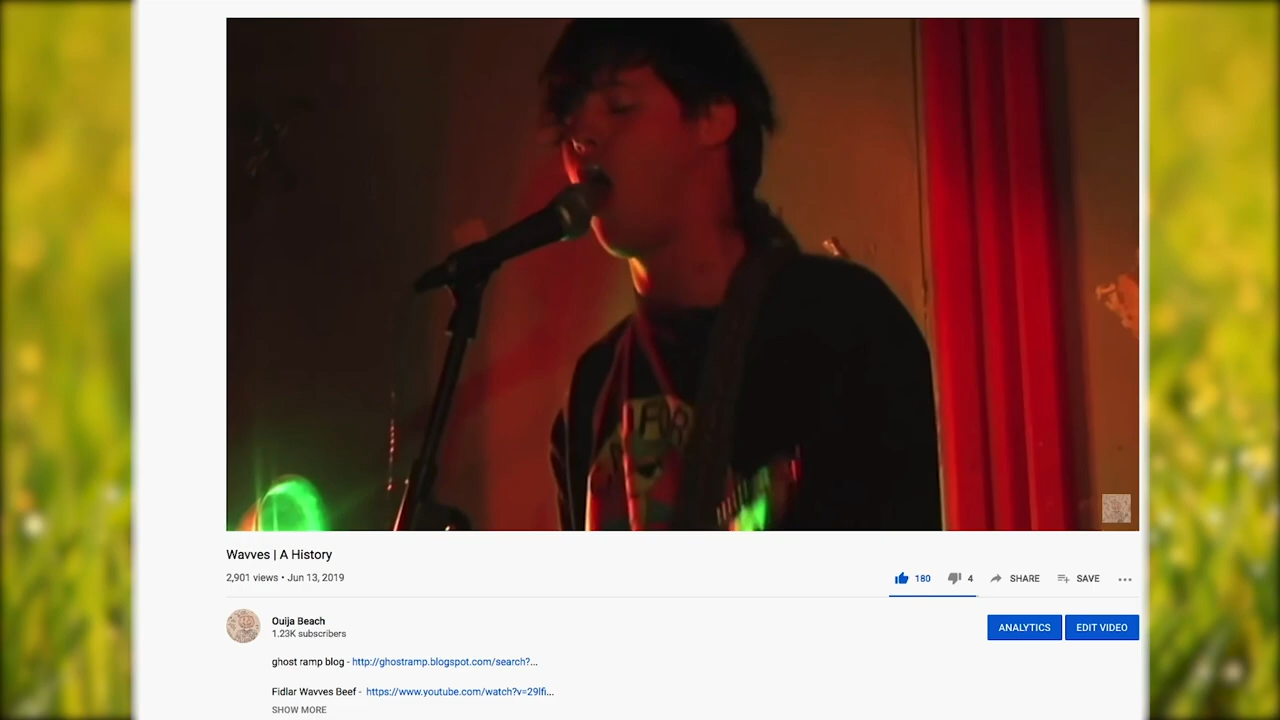 Wavves | A History
2,901 views • Jun 13, 2019
180
4
SHARE
SAVE
Ouija Beach
1.23K subscribers
ANALYTICS
EDIT VIDEO
ghost ramp blog - http://ghostramp.blogspot.com/search?...
Fidlar Wavves Beef - https://www.youtube.com/watch?v=29lfi...
SHOW MORE